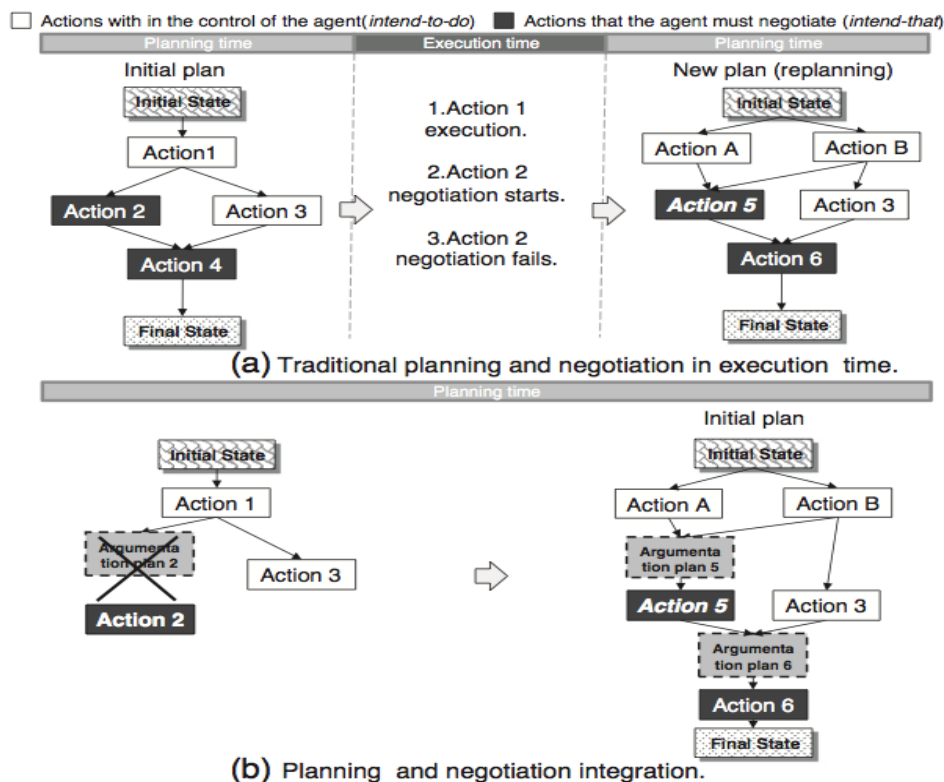 Actions with in the control of the agent(intend-to-do) Actions that the agent must negotiate (intend-that)
Planning time Execution time Planning time
Initial plan
Initial State
Action1
Action 2
Action 3
Action 4
Final State
1.Action 1
execution.
2.Action 2
negotiation starts.
3.Action 2
negotiation fails.
New plan (replanning)
Initial State
Action A
Action B
Action 5
Action 3
Action 6
Final State
(a) Traditional planning and negotiation in execution time.
Planning time
Initial State
Action 1
Argumenta
tion plan 2
Action 3
Action 2
Initial plan
Initial State
Action A
Action B
Argumenta
tion plan 5
Action 5
Action 3
Argumenta
tion plan 6
Action 6
Final State
(b) Planning and negotiation integration.